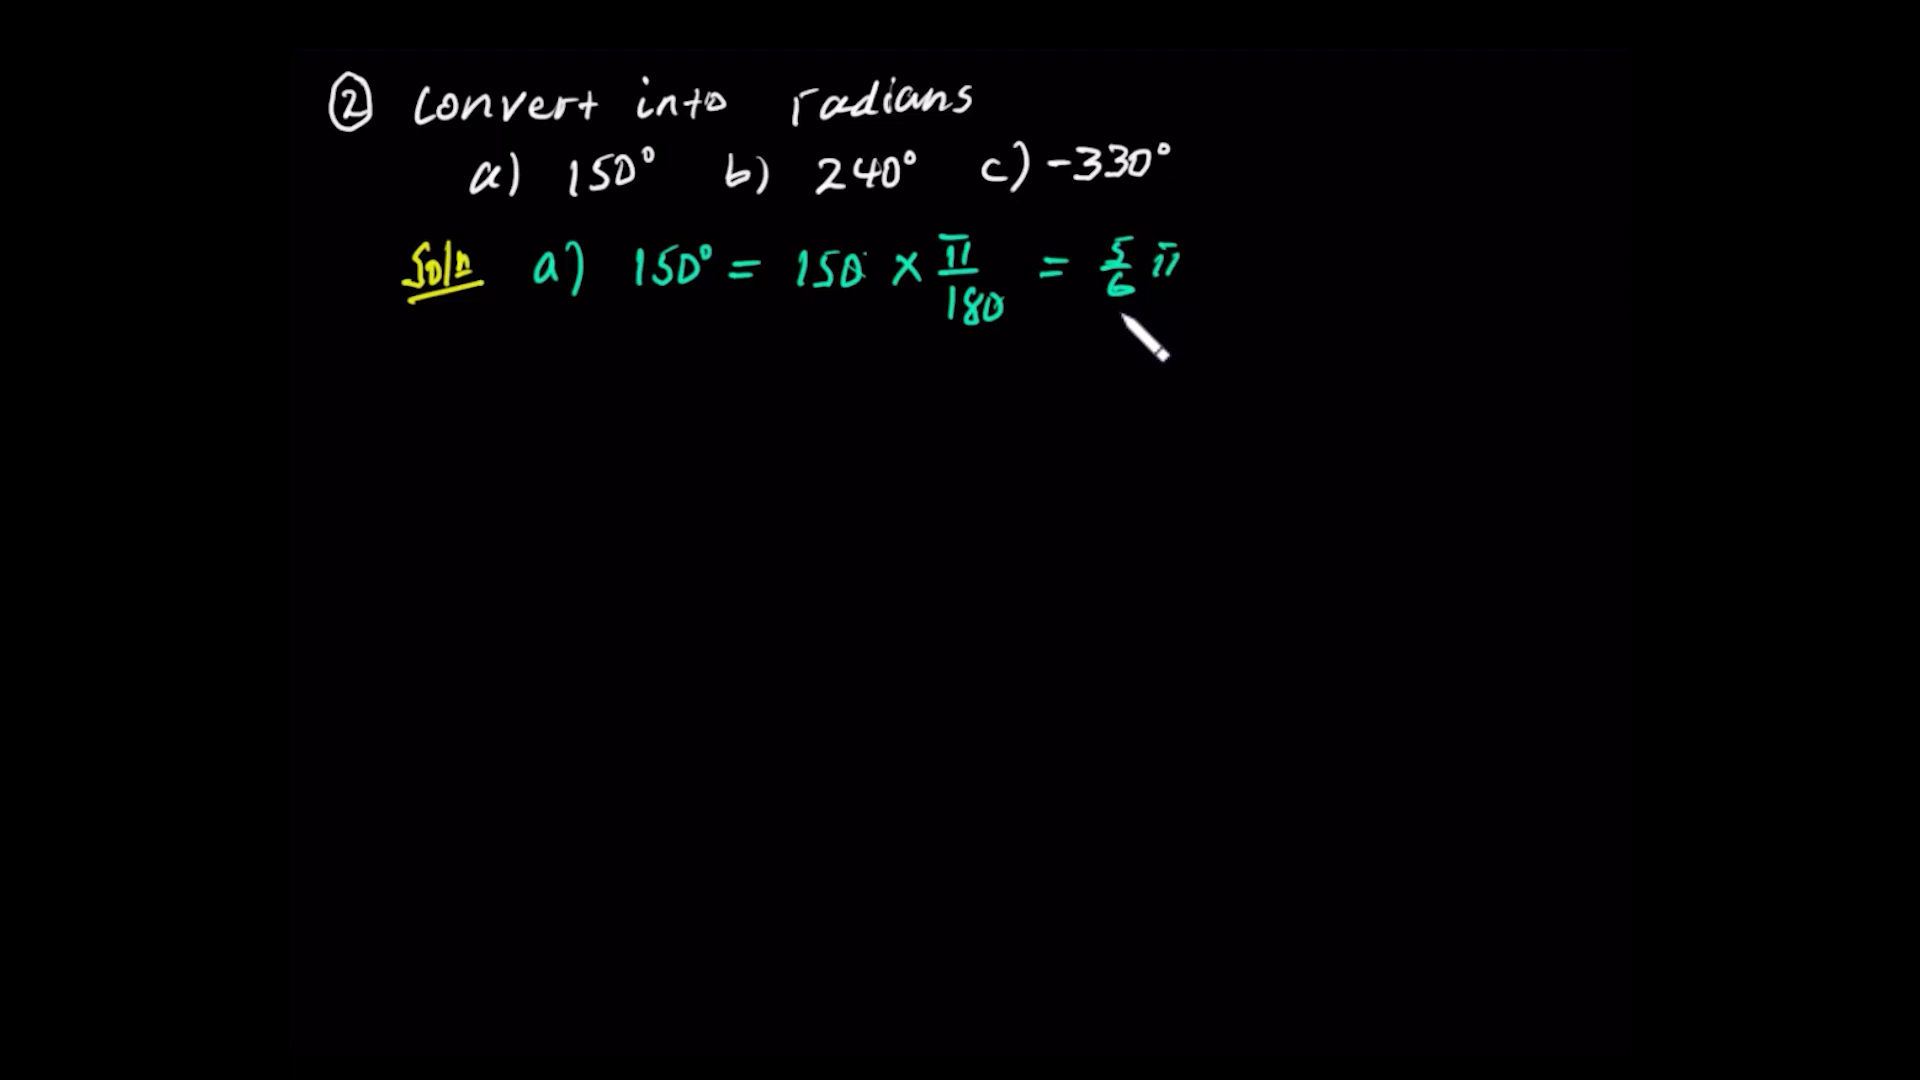 ② Convert into radians
a) 150° b) 240° c) -330°
Soln a) 150° = 150 × π/180 = 5/6 π